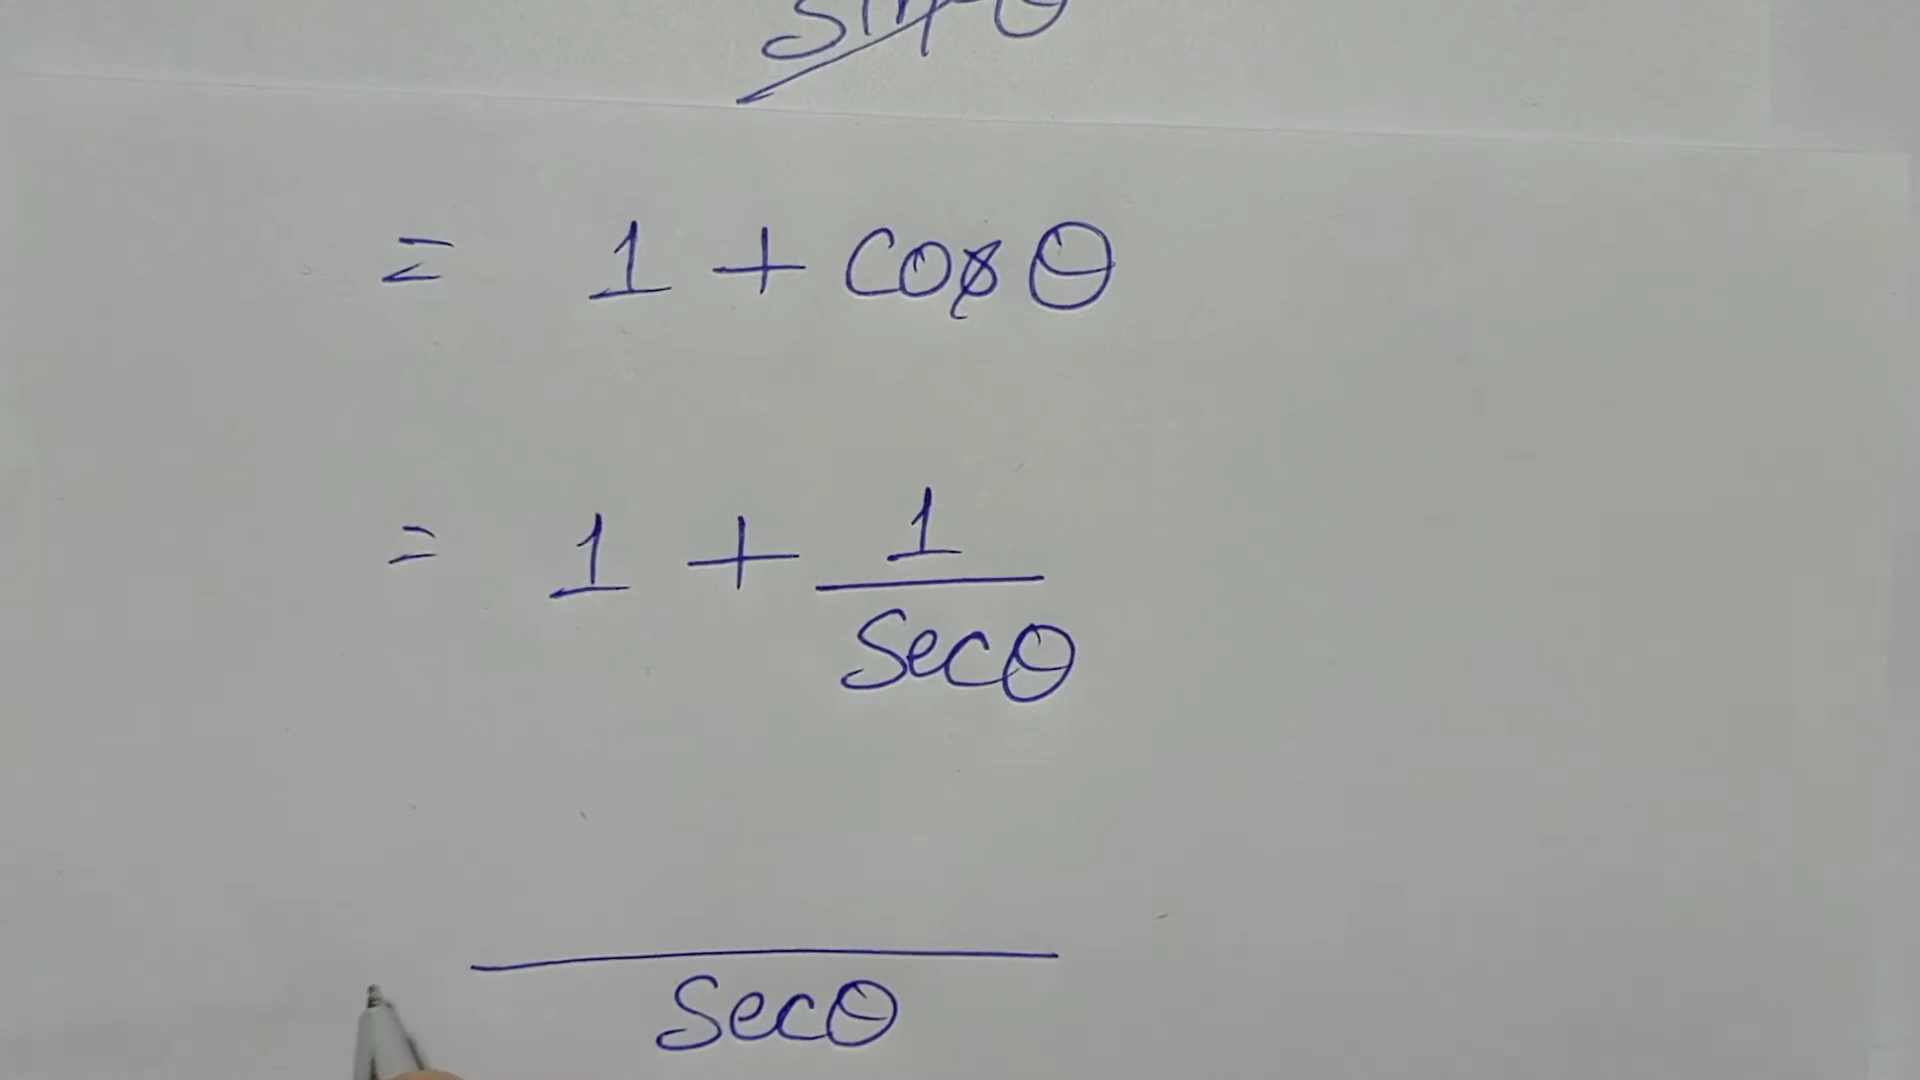 = 1 + cosθ
= 1 + 1/secθ
secθ